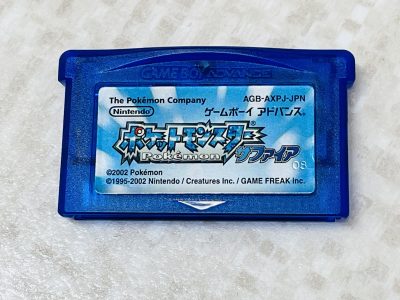 GAME BOY ADVANCE
The Pokémon Company
AGB-AXPJ-JPN
Nintendo
ゲームボーイ アドバンス®
ポケットモンスター
Pokémon
サファイア
08
©2002 Pokémon
©1995-2002 Nintendo / Creatures Inc. / GAME FREAK Inc.